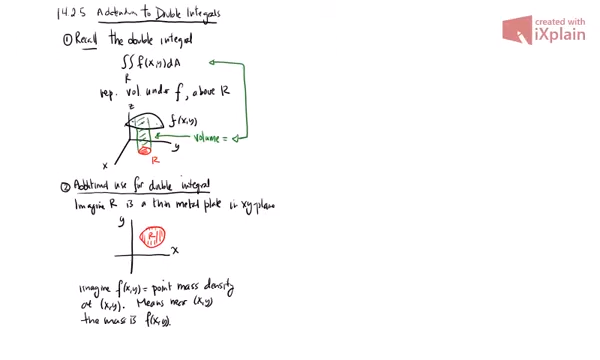 14.2.5 Addendum to Double Integrals
created with
iXplain
① Recall the double integral
∬ f(x,y)dA
R
rep. vol. under f, above R
z
f(x,y)
volume =
y
R
x
② Additional use for double integral
Imagine R is a thin metal plate in xy-plane
y
R
x
imagine f(x,y) = point mass density
at (x,y). Means near (x,y)
the mass is f(x,y).